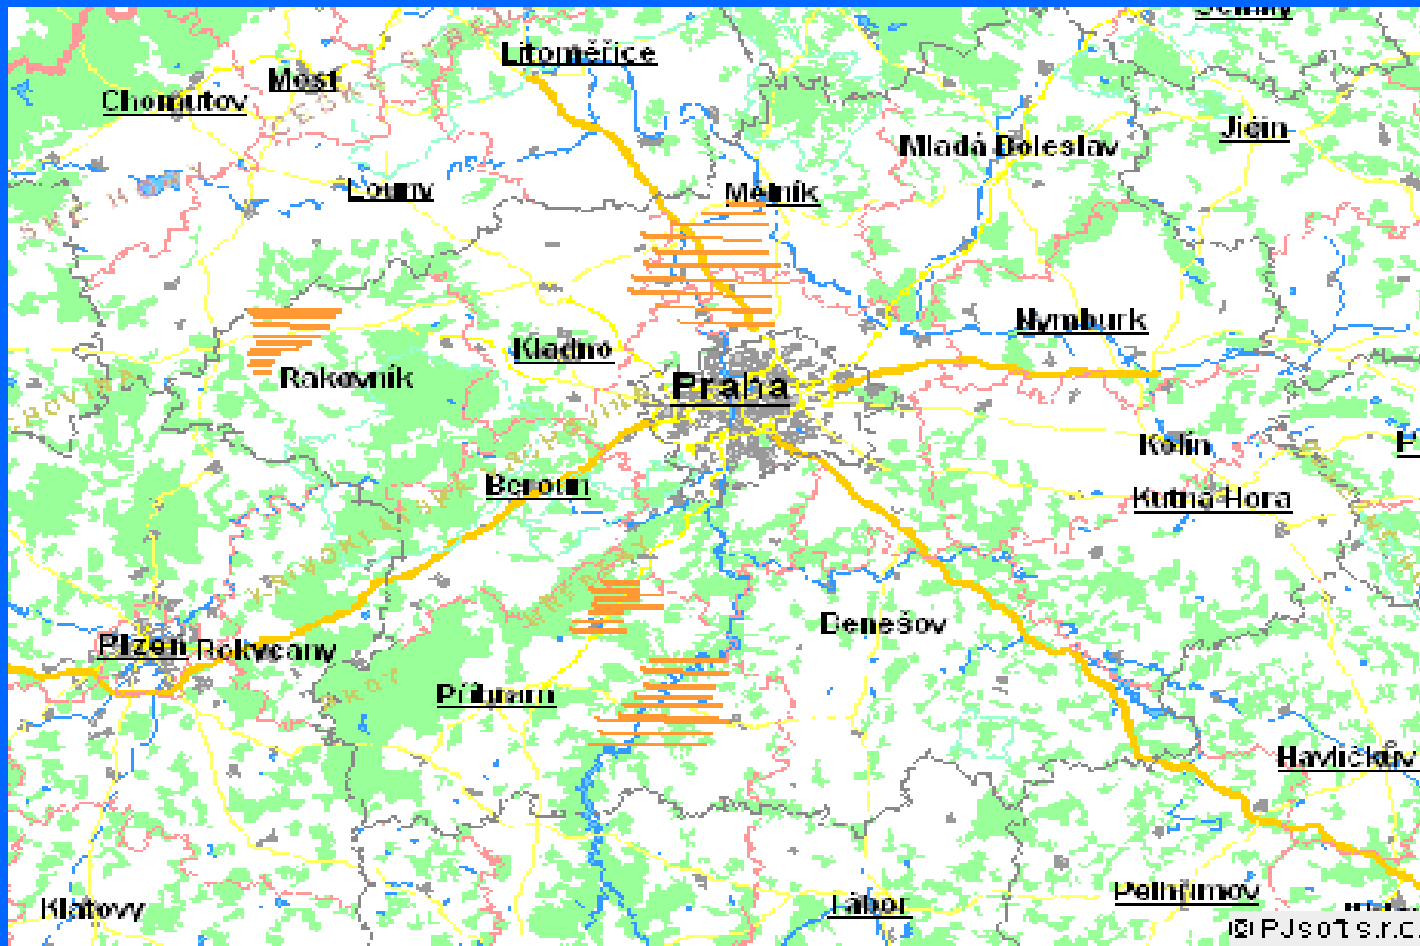 Litoměřice
Most
Chomutov
Jičín
Mladá Boleslav
Louny
Mělník
Nymburk
Kladno
Rakovník
Praha
Kolín
Beroun
Kutná Hora
Benešov
Plzeň
Rokycany
Příbram
Havlíčkův
Klatovy
Tábor
Pelhřimov
© PJsoft s.r.o.